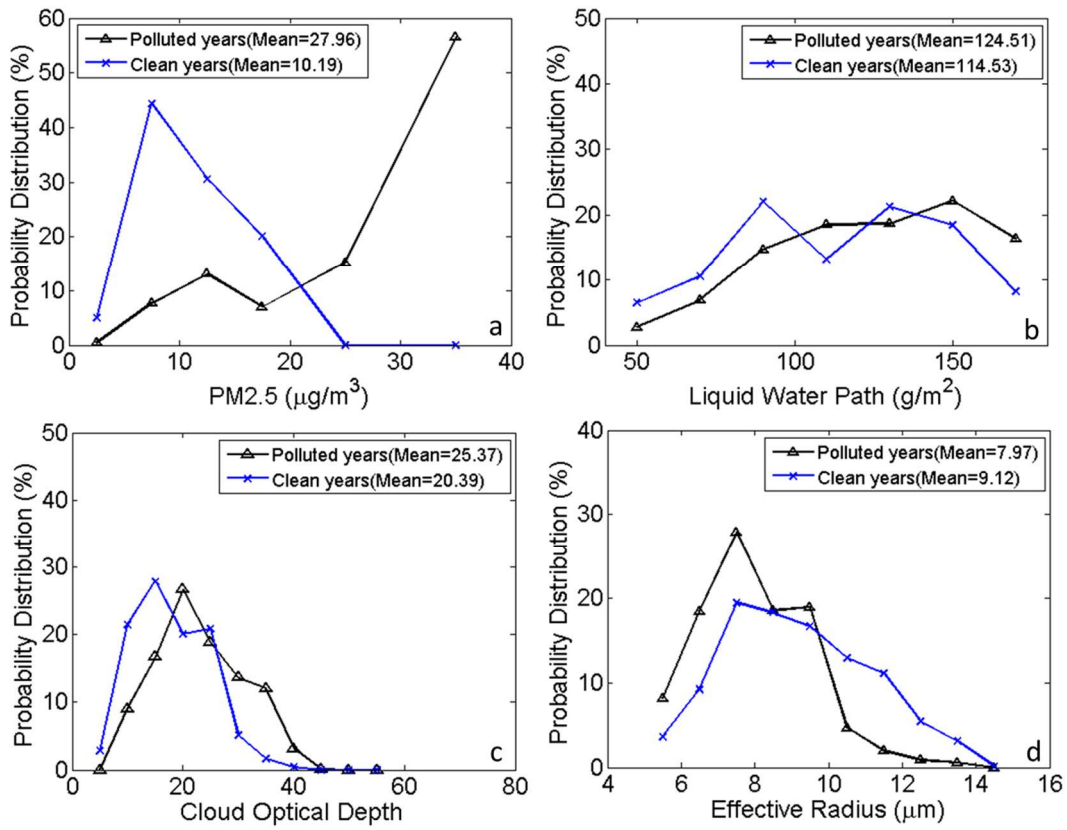 60
50
40
30
20
10
0
Probability Distribution (%)
Polluted years(Mean=27.96)
Clean years(Mean=10.19)
a
0 10 20 30 40
PM2.5 (μg/m³)
50
40
30
20
10
0
Probability Distribution (%)
Polluted years(Mean=124.51)
Clean years(Mean=114.53)
b
50 100 150
Liquid Water Path (g/m²)
50
40
30
20
10
0
Probability Distribution (%)
Polluted years(Mean=25.37)
Clean years(Mean=20.39)
c
0 20 40 60 80
Cloud Optical Depth
40
30
20
10
0
Probability Distribution (%)
Polluted years(Mean=7.97)
Clean years(Mean=9.12)
d
4 6 8 10 12 14 16
Effective Radius (μm)